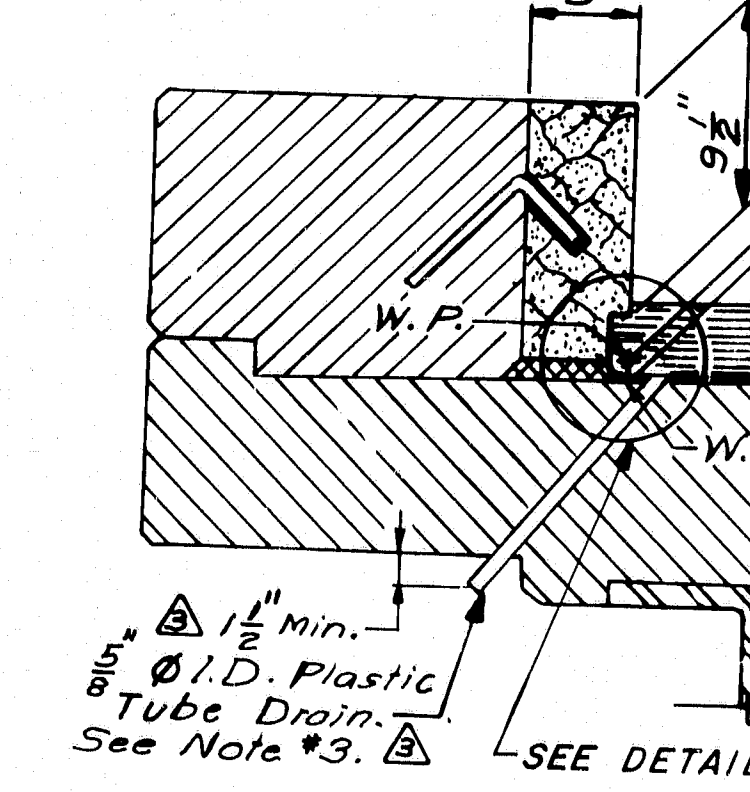 9 1/2"
W. P.
W.
3 1 1/2" Min.
5/8" Ø I.D. Plastic
Tube Drain.
See Note #3. 3
SEE DETAIL